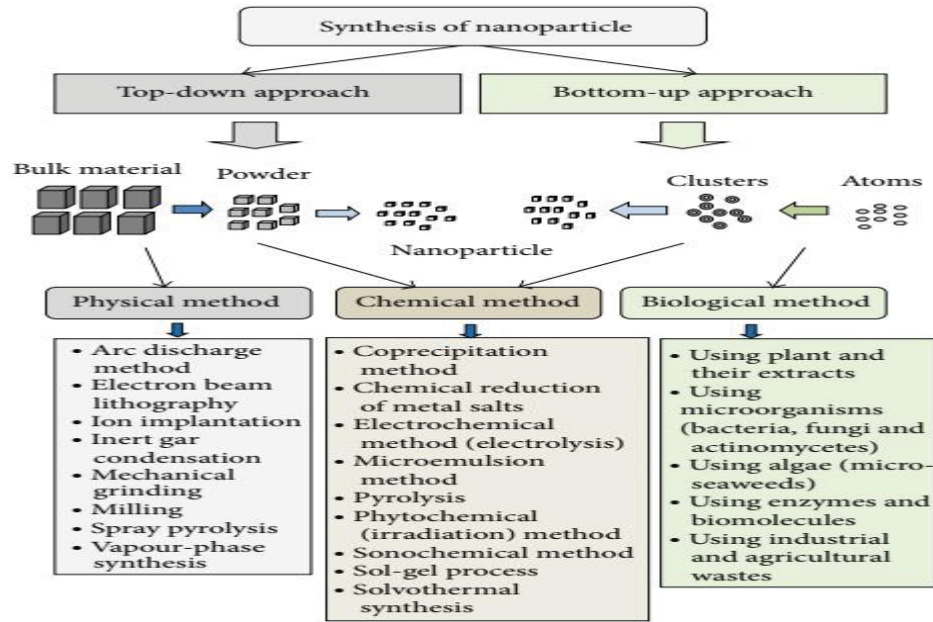 Synthesis of nanoparticle
Top-down approach
Bottom-up approach
Bulk material
Powder
Clusters
Atoms
Nanoparticle
Physical method
Chemical method
Biological method
• Arc discharge
method
• Electron beam
lithography
• Ion implantation
• Inert gar
condensation
• Mechanical
grinding
• Milling
• Spray pyrolysis
• Vapour-phase
synthesis
• Coprecipitation
method
• Chemical reduction
of metal salts
• Electrochemical
method (electrolysis)
• Microemulsion
method
• Pyrolysis
• Phytochemical
(irradiation) method
• Sonochemical method
• Sol-gel process
• Solvothermal
synthesis
• Using plant and
their extracts
• Using
microorganisms
(bacteria, fungi and
actinomycetes)
• Using algae (micro-
seaweeds)
• Using enzymes and
biomolecules
• Using industrial
and agricultural
wastes